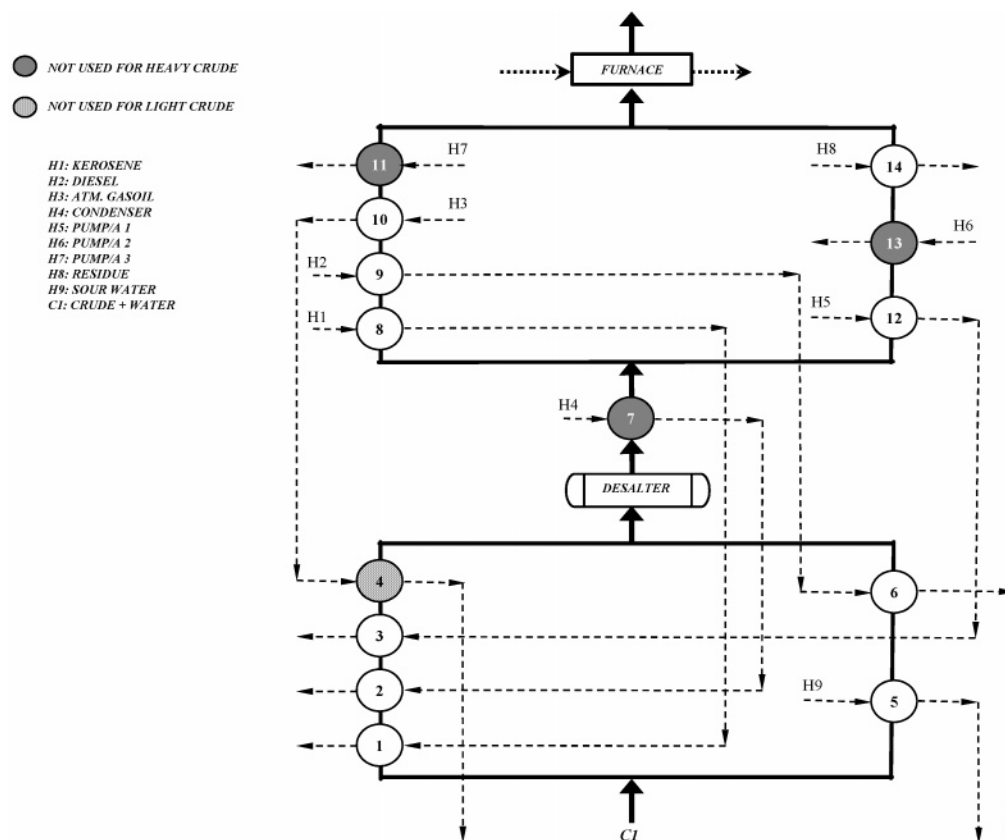 FURNACE
NOT USED FOR HEAVY CRUDE
NOT USED FOR LIGHT CRUDE
H1: KEROSENE
H2: DIESEL
H3: ATM. GASOIL
H4: CONDENSER
H5: PUMP/A 1
H6: PUMP/A 2
H7: PUMP/A 3
H8: RESIDUE
H9: SOUR WATER
C1: CRUDE + WATER
11
H7
H8
14
10
H3
13
H6
H2
9
H1
8
H5
12
H4
7
DESALTER
4
6
3
2
H9
5
1
C1